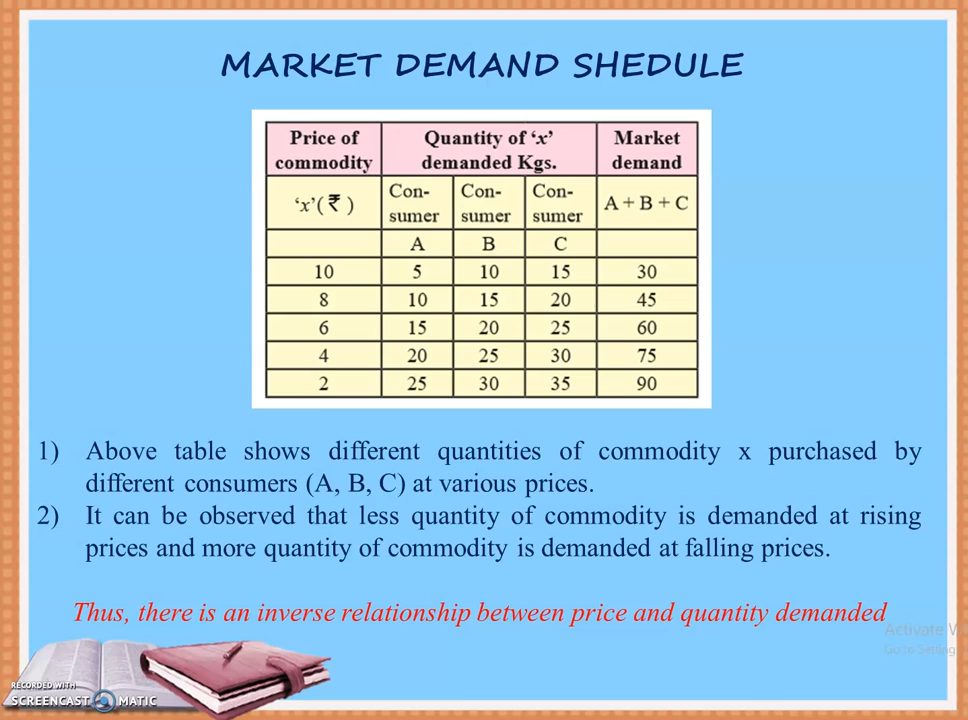 MARKET DEMAND SHEDULE
Price of commodity Quantity of ‘x’ demanded Kgs. Market demand
‘x’(₹ ) Con-sumer Con-sumer Con-sumer A + B + C
A B C
10 5 10 15 30
8 10 15 20 45
6 15 20 25 60
4 20 25 30 75
2 25 30 35 90
1) Above table shows different quantities of commodity x purchased by
different consumers (A, B, C) at various prices.
2) It can be observed that less quantity of commodity is demanded at rising
prices and more quantity of commodity is demanded at falling prices.
Thus, there is an inverse relationship between price and quantity demanded
Activate W
Go to Setting
RECORDED WITH
SCREENCAST MATIC